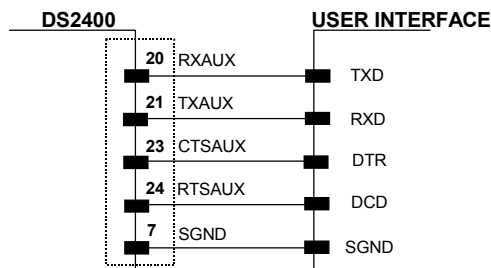 DS2400 USER INTERFACE
20 RXAUX TXD
21 TXAUX RXD
23 CTSAUX DTR
24 RTSAUX DCD
7 SGND SGND